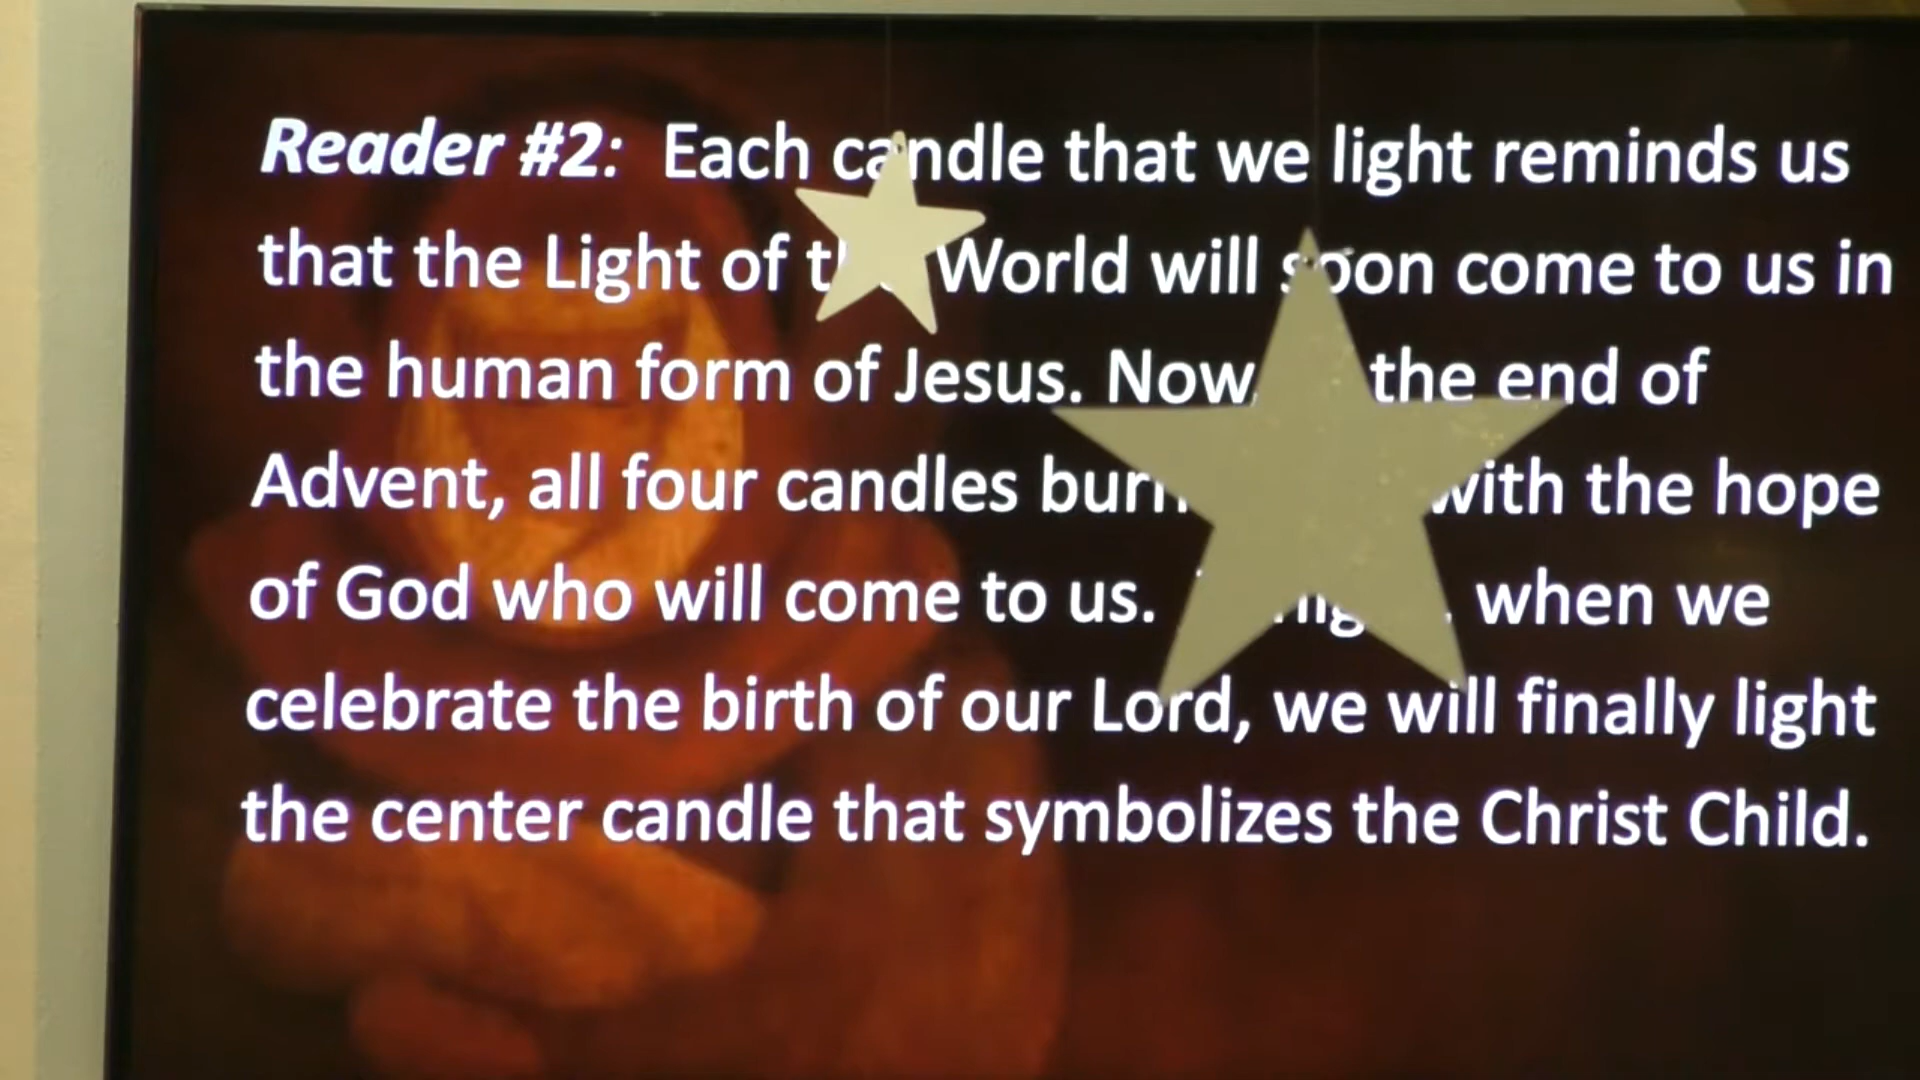 Reader #2: Each candle that we light reminds us
that the Light of the World will soon come to us in
the human form of Jesus. Now the end of
Advent, all four candles burn with the hope
of God who will come to us. when we
celebrate the birth of our Lord, we will finally light
the center candle that symbolizes the Christ Child.